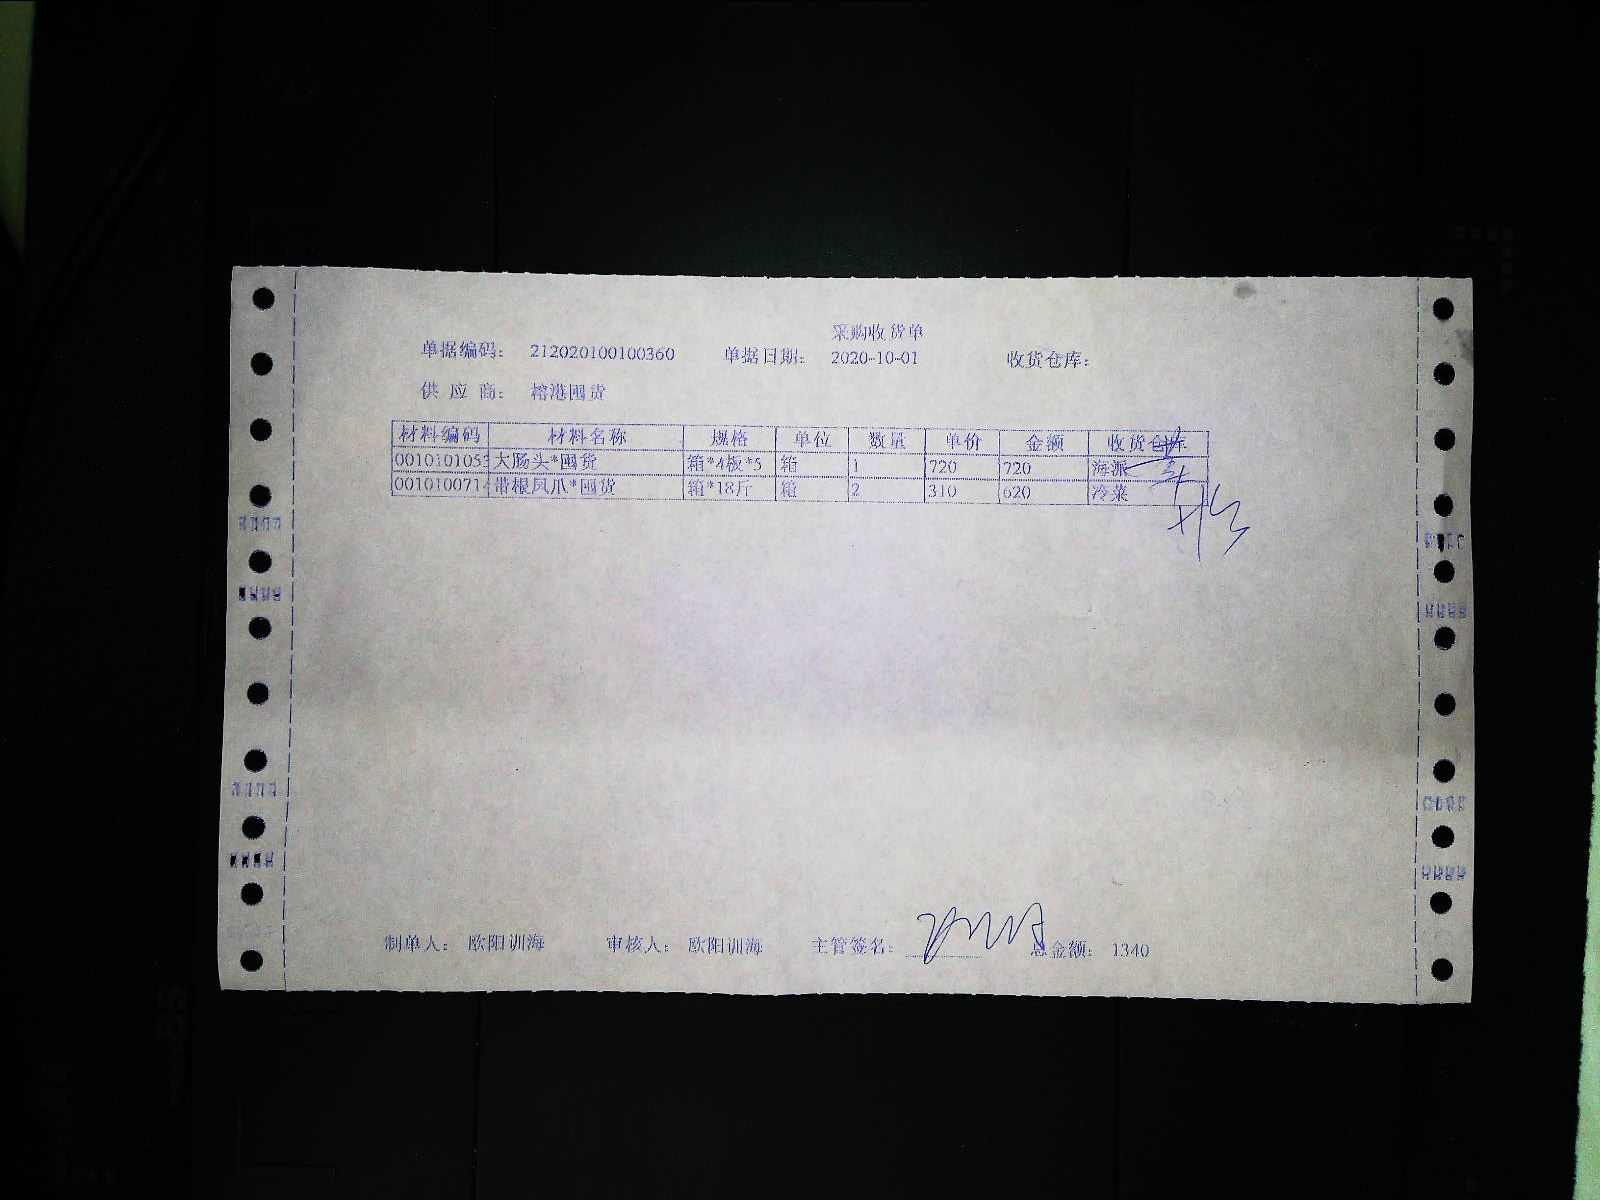 采购收货单
单据编码： 212020100100360 单据日期： 2020-10-01 收货仓库：
供 应 商： 榕港囤货
材料编码 材料名称 规格 单位 数量 单价 金额 收货仓库
001010105 大肠头*囤货 箱*4板*5 箱 1 720 720 海派
001010071 带根凤爪*囤货 箱*18斤 箱 2 310 620 冷菜
制单人： 欧阳训海 审核人： 欧阳训海 主管签名： 总金额： 1340